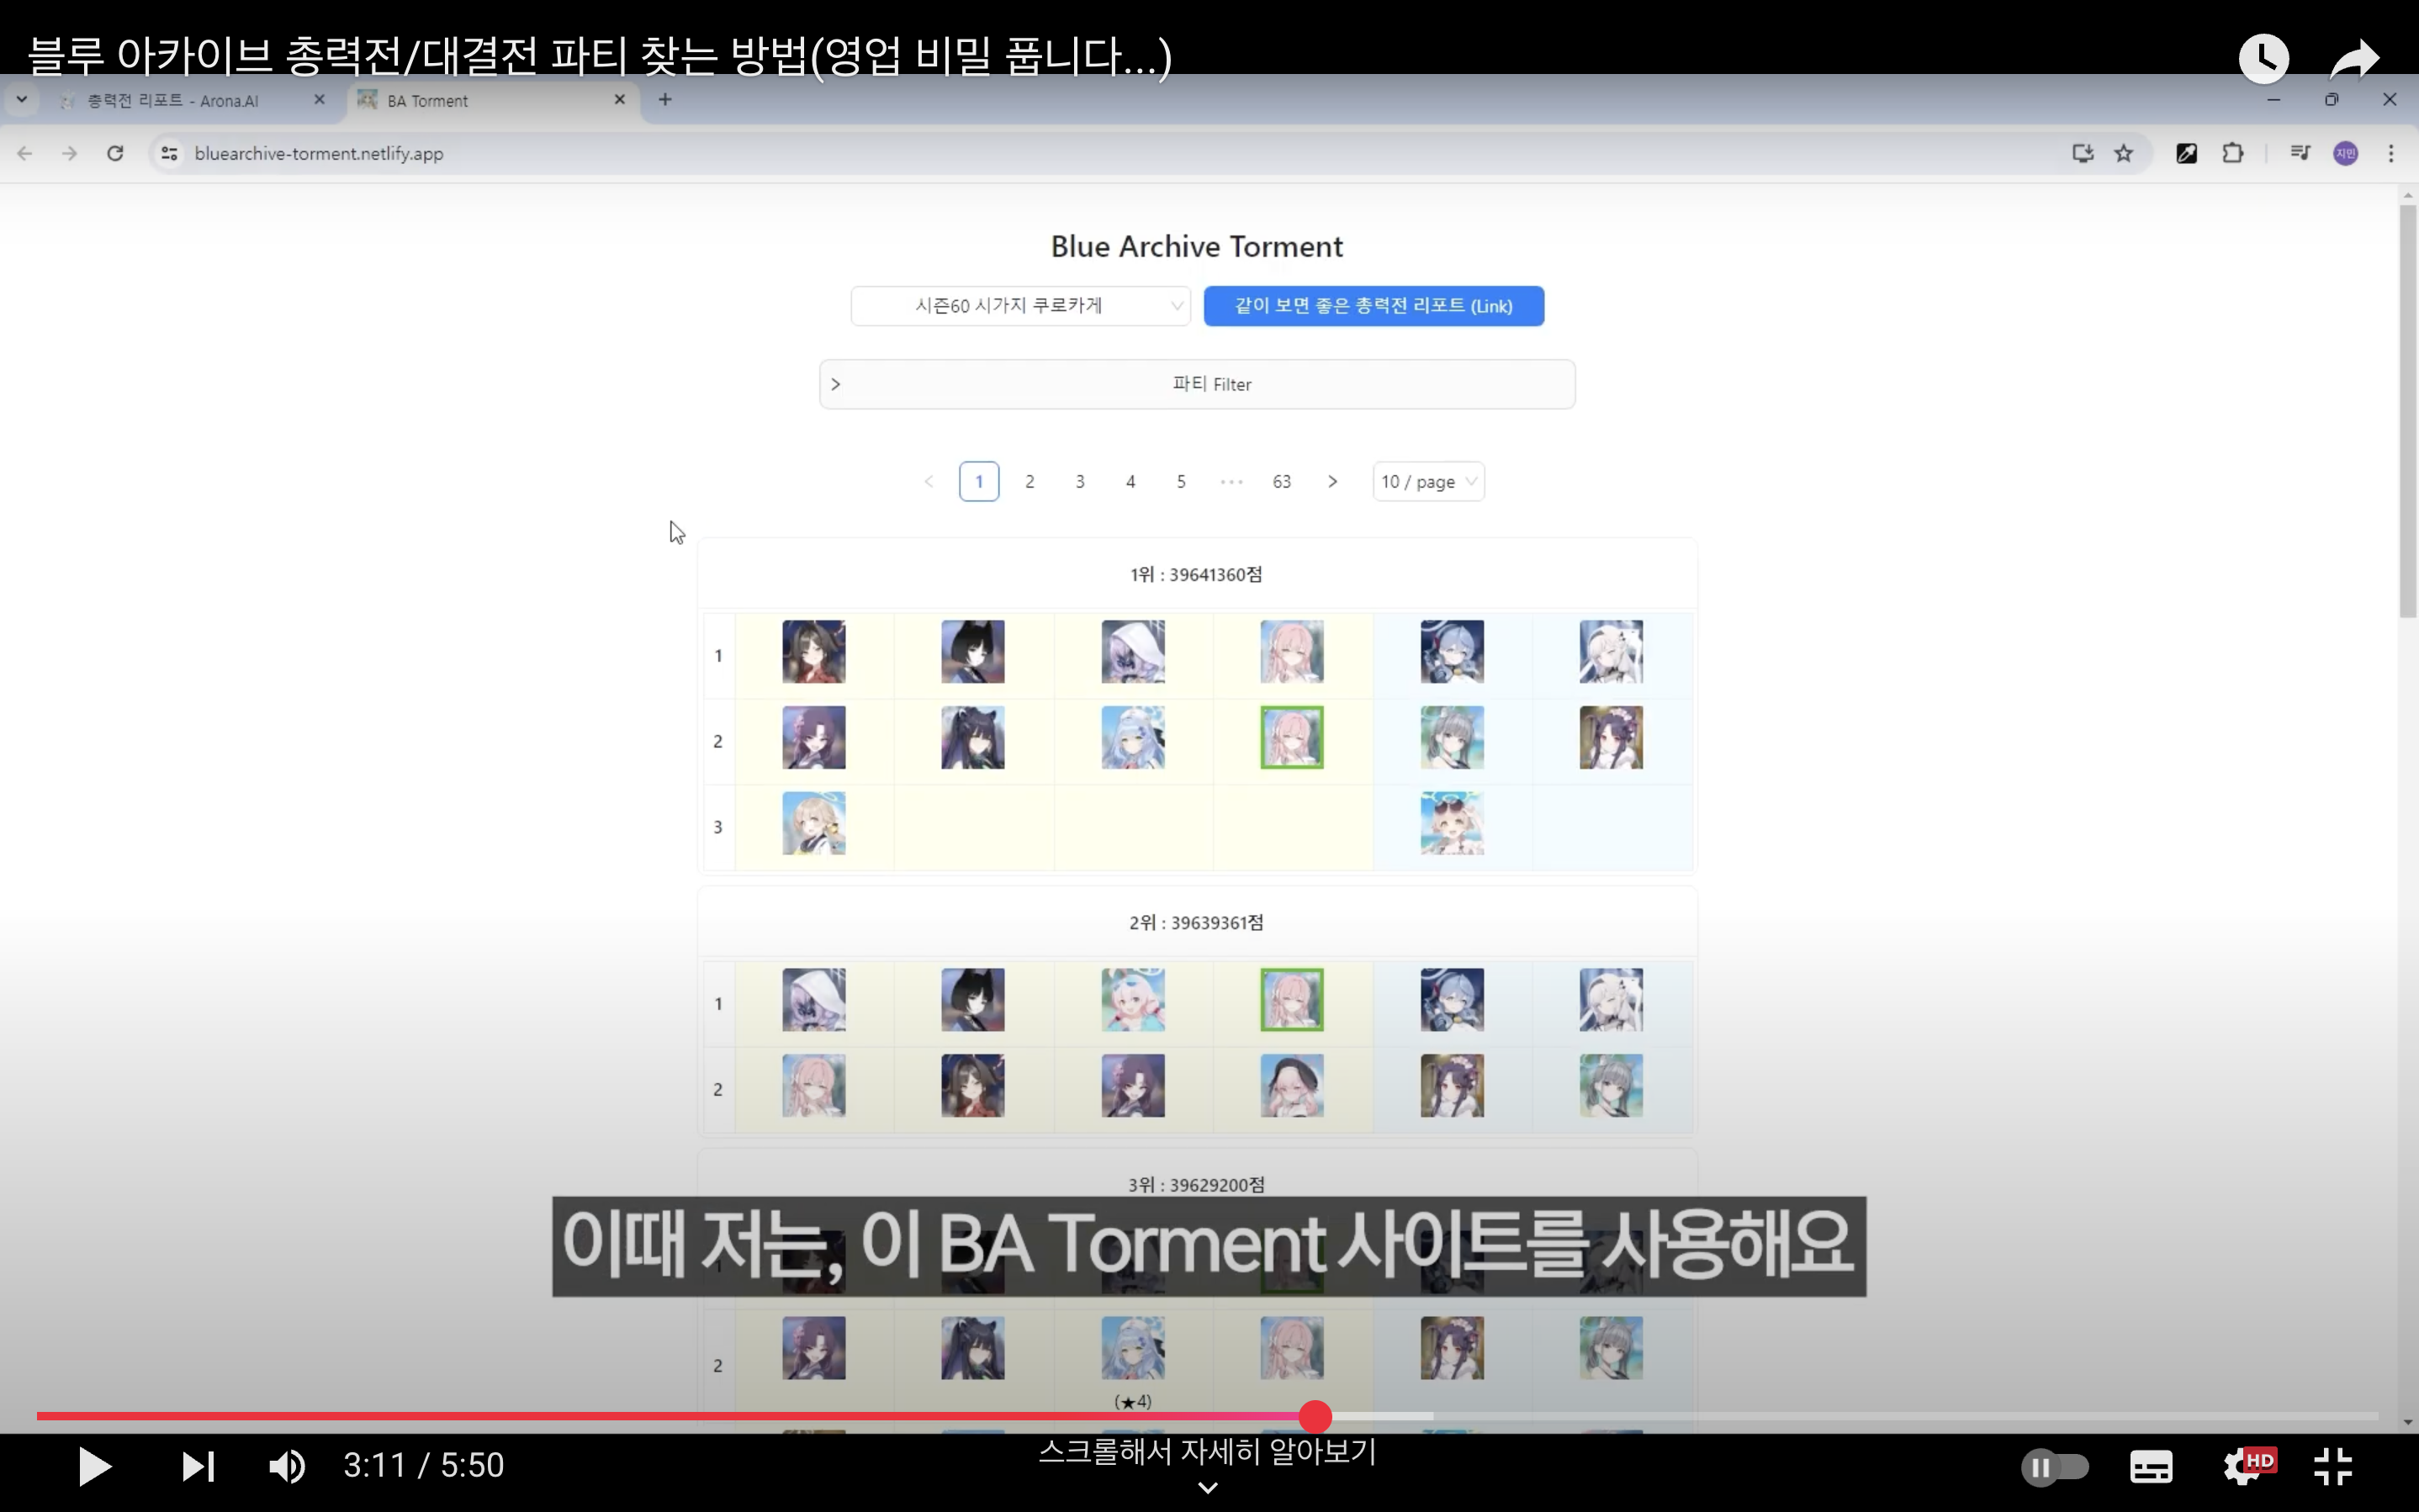 블루 아카이브 총력전/대결전 파티 찾는 방법(영업 비밀 풉니다...)
총력전 리포트 - Arona.AI
BA Torment
bluearchive-torment.netlify.app
지민
Blue Archive Torment
시즌60 시가지 쿠로카게
같이 보면 좋은 총력전 리포트 (Link)
파티 Filter
1 2 3 4 5 ••• 63
10 / page
1위 : 39641360점
1
2
3
2위 : 39639361점
1
2
3위 : 39629200점
이때 저는, 이 BA Torment 사이트를 사용해요
1
2
(★4)
3:11 / 5:50
스크롤해서 자세히 알아보기
HD